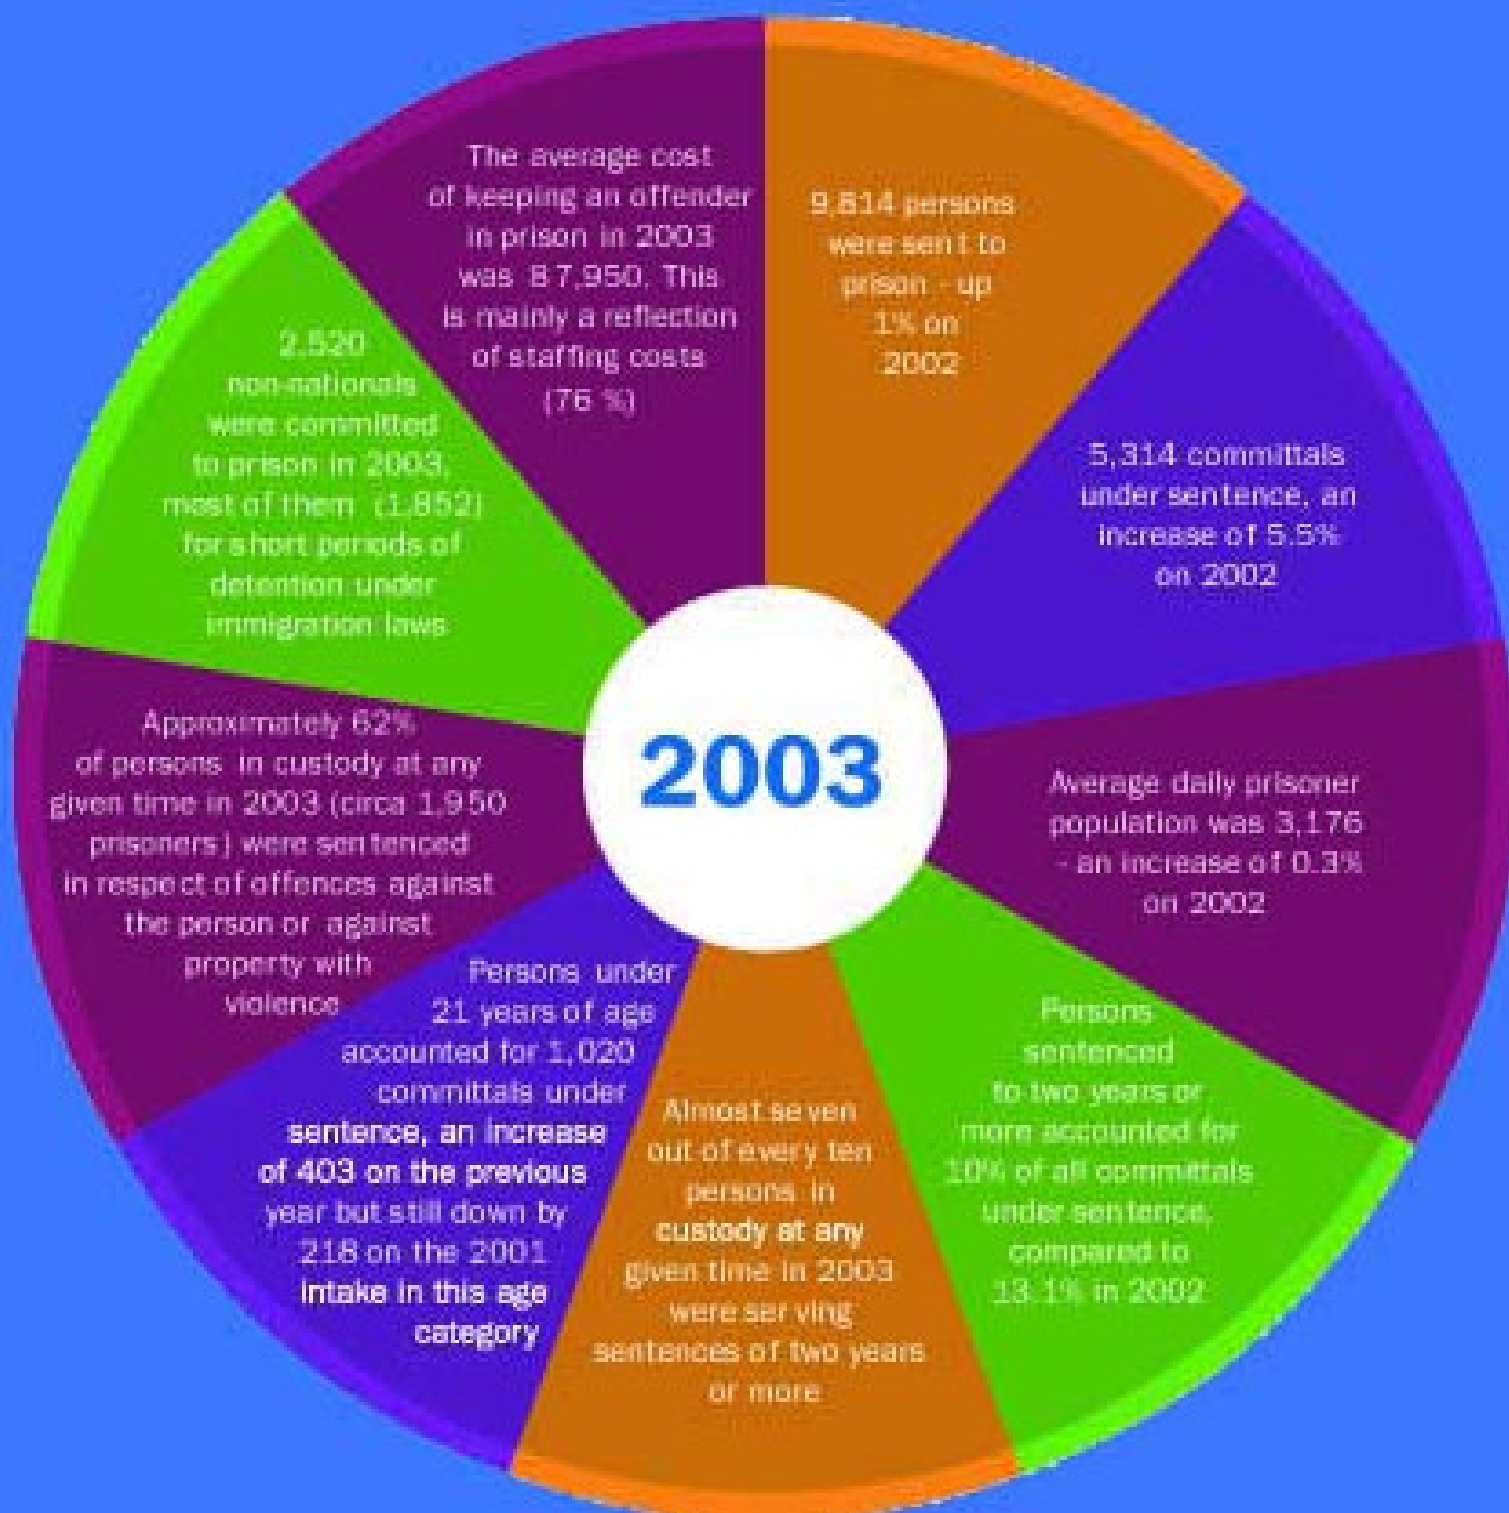 The average cost
of keeping an offender
in prison in 2003
was 87,950. This
is mainly a reflection
of staffing costs
(76 %)
9,814 persons
were sent to
prison - up
1% on
2002
5,314 committals
under sentence, an
increase of 5.5%
on 2002
Average daily prisoner
population was 3,176
- an increase of 0.3%
on 2002
Persons
sentenced
to two years or
more accounted for
10% of all committals
under sentence,
compared to
13.1% in 2002
Almost seven
out of every ten
persons in
custody at any
given time in 2003
were serving
sentences of two years
or more
Persons under
21 years of age
accounted for 1,020
committals under
sentence, an increase
of 403 on the previous
year but still down by
218 on the 2001
intake in this age
category
Approximately 62%
of persons in custody at any
given time in 2003 (circa 1,950
prisoners) were sentenced
in respect of offences against
the person or against
property with
violence
2,520
non-nationals
were committed
to prison in 2003,
most of them (1,852)
for short periods of
detention under
immigration laws
2003